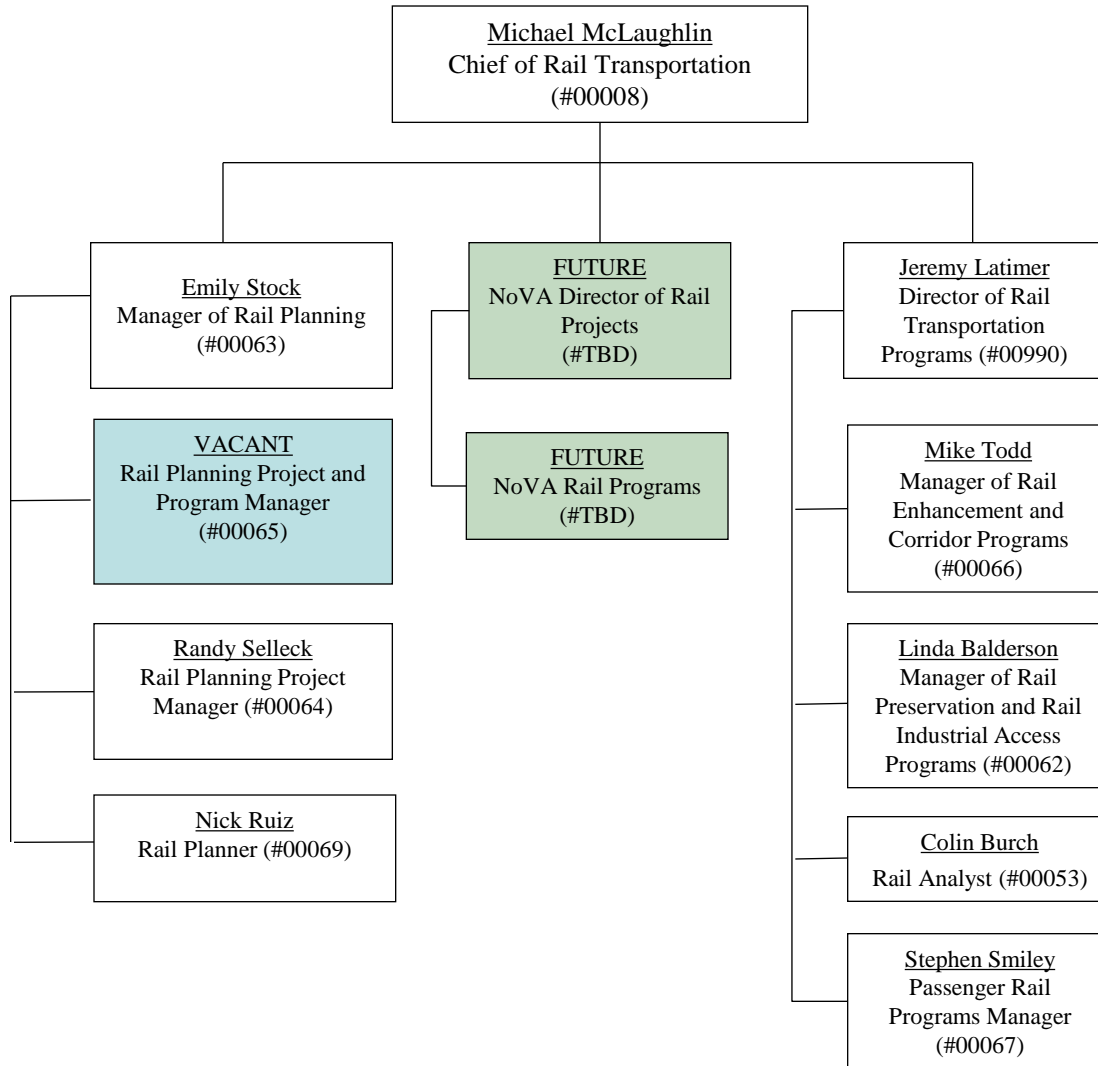 Michael McLaughlin
Chief of Rail Transportation
(#00008)
Emily Stock
Manager of Rail Planning
(#00063)
VACANT
Rail Planning Project and
Program Manager
(#00065)
Randy Selleck
Rail Planning Project
Manager (#00064)
Nick Ruiz
Rail Planner (#00069)
FUTURE
NoVA Director of Rail
Projects
(#TBD)
FUTURE
NoVA Rail Programs
(#TBD)
Jeremy Latimer
Director of Rail
Transportation
Programs (#00990)
Mike Todd
Manager of Rail
Enhancement and
Corridor Programs
(#00066)
Linda Balderson
Manager of Rail
Preservation and Rail
Industrial Access
Programs (#00062)
Colin Burch
Rail Analyst (#00053)
Stephen Smiley
Passenger Rail
Programs Manager
(#00067)